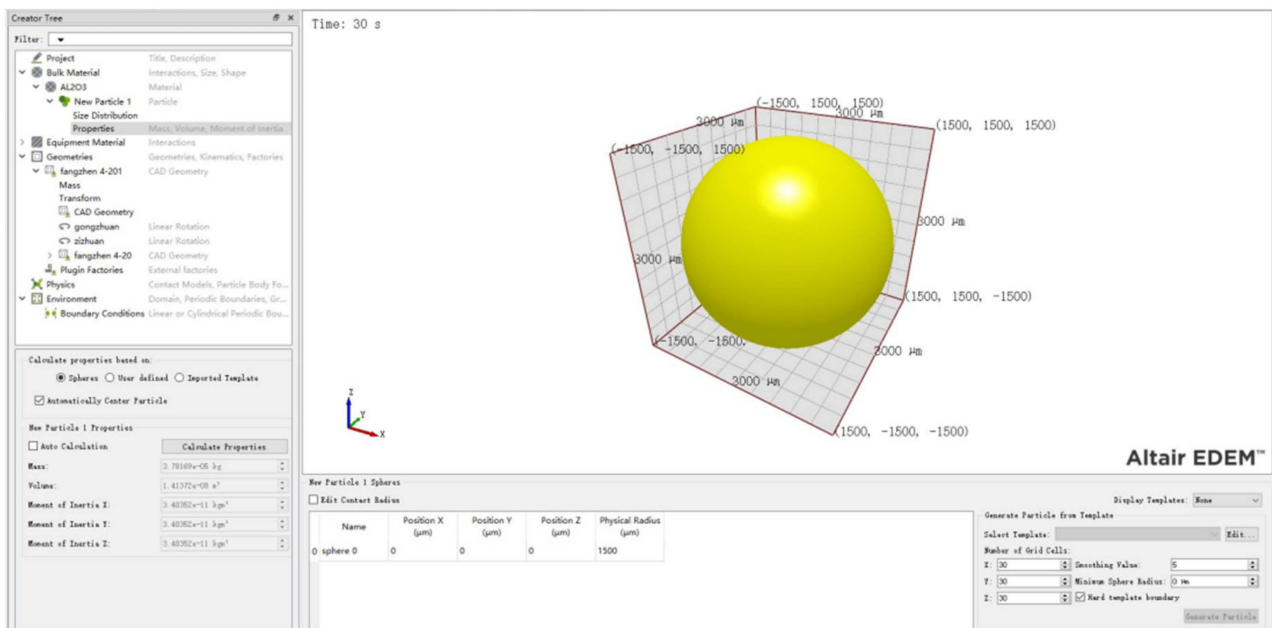 Creator Tree
Filter:
Project Title, Description
Bulk Material Interactions, Size, Shape
AL2O3 Material
New Particle 1 Particle
Size Distribution
Properties Mass, Volume, Moment of Inertia
Equipment Material Interactions
Geometries Geometries, Kinematics, Factories
fangzhen 4-201 CAD Geometry
Mass
Transform
CAD Geometry
gongzhuan Linear Rotation
zizhuan Linear Rotation
fangzhen 4-20 CAD Geometry
Plugin Factories External factories
Physics Contact Models, Particle Body Fo...
Environment Domain, Periodic Boundaries, Gr...
Boundary Conditions Linear or Cylindrical Periodic Bou...
Calculate properties based on:
Spheres User defined Imported Template
Automatically Center Particle
New Particle 1 Properties
Auto Calculation Calculate Properties
Mass: 3.78169e-05 kg
Volume: 1.41372e-08 m³
Moment of Inertia X: 3.40352e-11 kgm²
Moment of Inertia Y: 3.40352e-11 kgm²
Moment of Inertia Z: 3.40352e-11 kgm²
Time: 30 s
(-1500, 1500, 1500)
3000 μm
3000 μm
(1500, 1500, 1500)
(-1500, -1500, 1500)
3000 μm
3000 μm
(1500, 1500, -1500)
(-1500, -1500,
3000 μm
3000 μm
(1500, -1500, -1500)
Z
Y
X
Altair EDEM™
New Particle 1 Spheres
Edit Contact Radius
Display Templates: None
Name Position X (μm) Position Y (μm) Position Z (μm) Physical Radius (μm)
0 sphere 0 0 0 0 1500
Generate Particle from Template
Select Template: Edit...
Number of Grid Cells:
X: 30 Smoothing Value: 5
Y: 30 Minimum Sphere Radius: 0 μm
Z: 30 Hard template boundary
Generate Particle